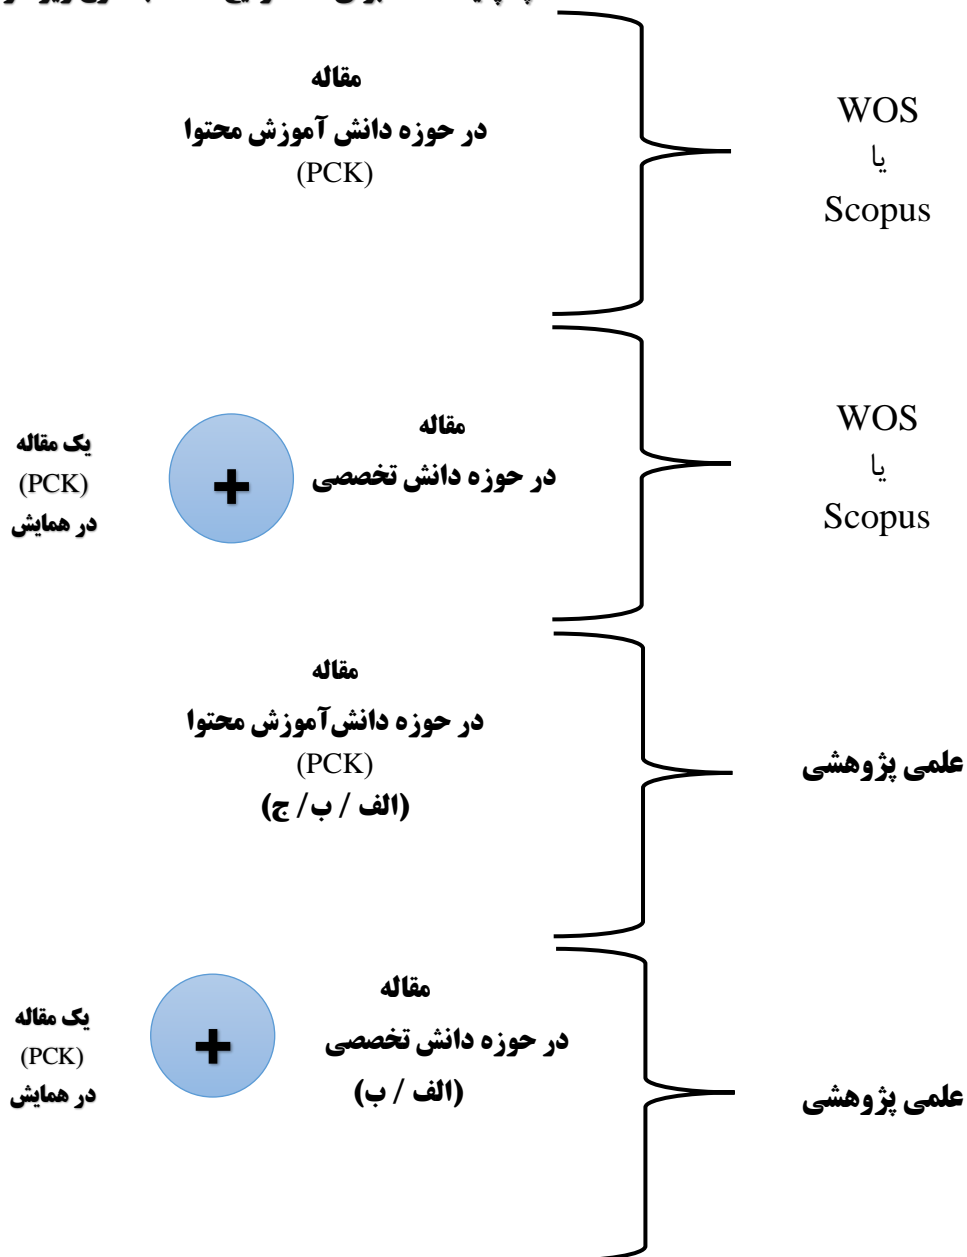 WOS
یا
Scopus
مقاله
در حوزه دانش آموزش محتوا
(PCK)
WOS
یا
Scopus
مقاله
در حوزه دانش تخصصی
+
یک مقاله
(PCK)
در همایش
علمی پژوهشی
مقاله
در حوزه دانش‌آموزش محتوا
(PCK)
(الف / ب/ ج)
علمی پژوهشی
مقاله
در حوزه دانش تخصصی
(الف / ب)
+
یک مقاله
(PCK)
در همایش